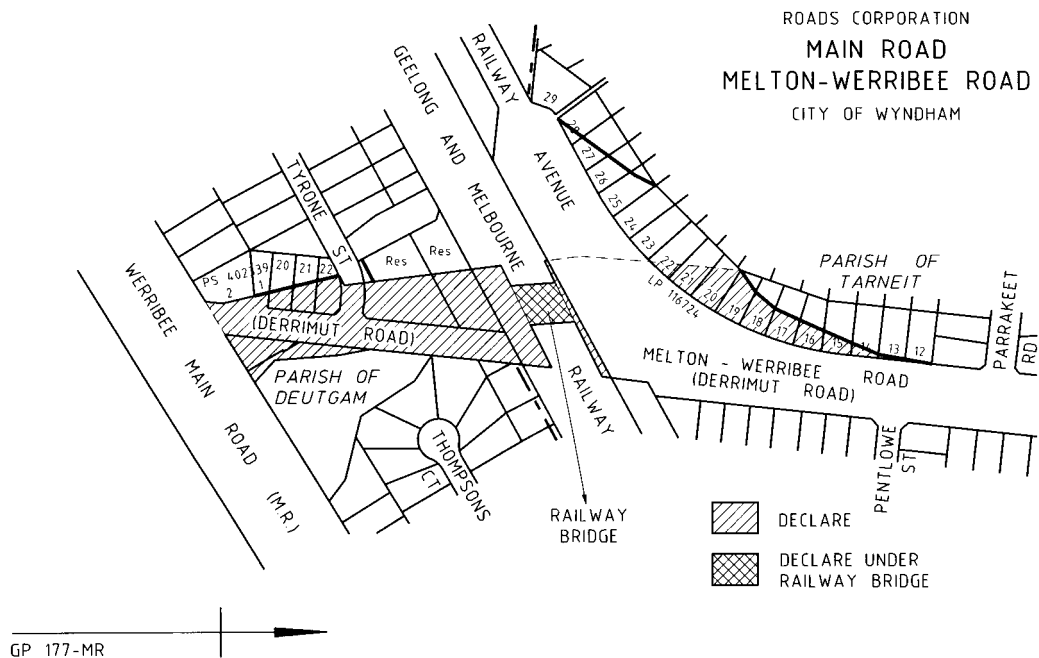 ROADS CORPORATION
MAIN ROAD
MELTON-WERRIBEE ROAD
CITY OF WYNDHAM
RAILWAY
AVENUE
GEELONG AND MELBOURNE
RAILWAY
TYRONE ST
WERRIBEE MAIN ROAD (M.R.)
PS 402
2
39
1
20
21
22
Res
Res
(DERRIMUT ROAD)
PARISH OF
DEUTGAM
THOMPSONS
CT
29
28
27
26
25
24
23
22
21
20
19
18
17
16
15
14
13
12
LP 116724
PARISH OF
TARNEIT
PARRAKEET
RD
MELTON - WERRIBEE ROAD
(DERRIMUT ROAD)
PENTLOWE
ST
RAILWAY
BRIDGE
DECLARE
DECLARE UNDER
RAILWAY BRIDGE
GP 177-MR